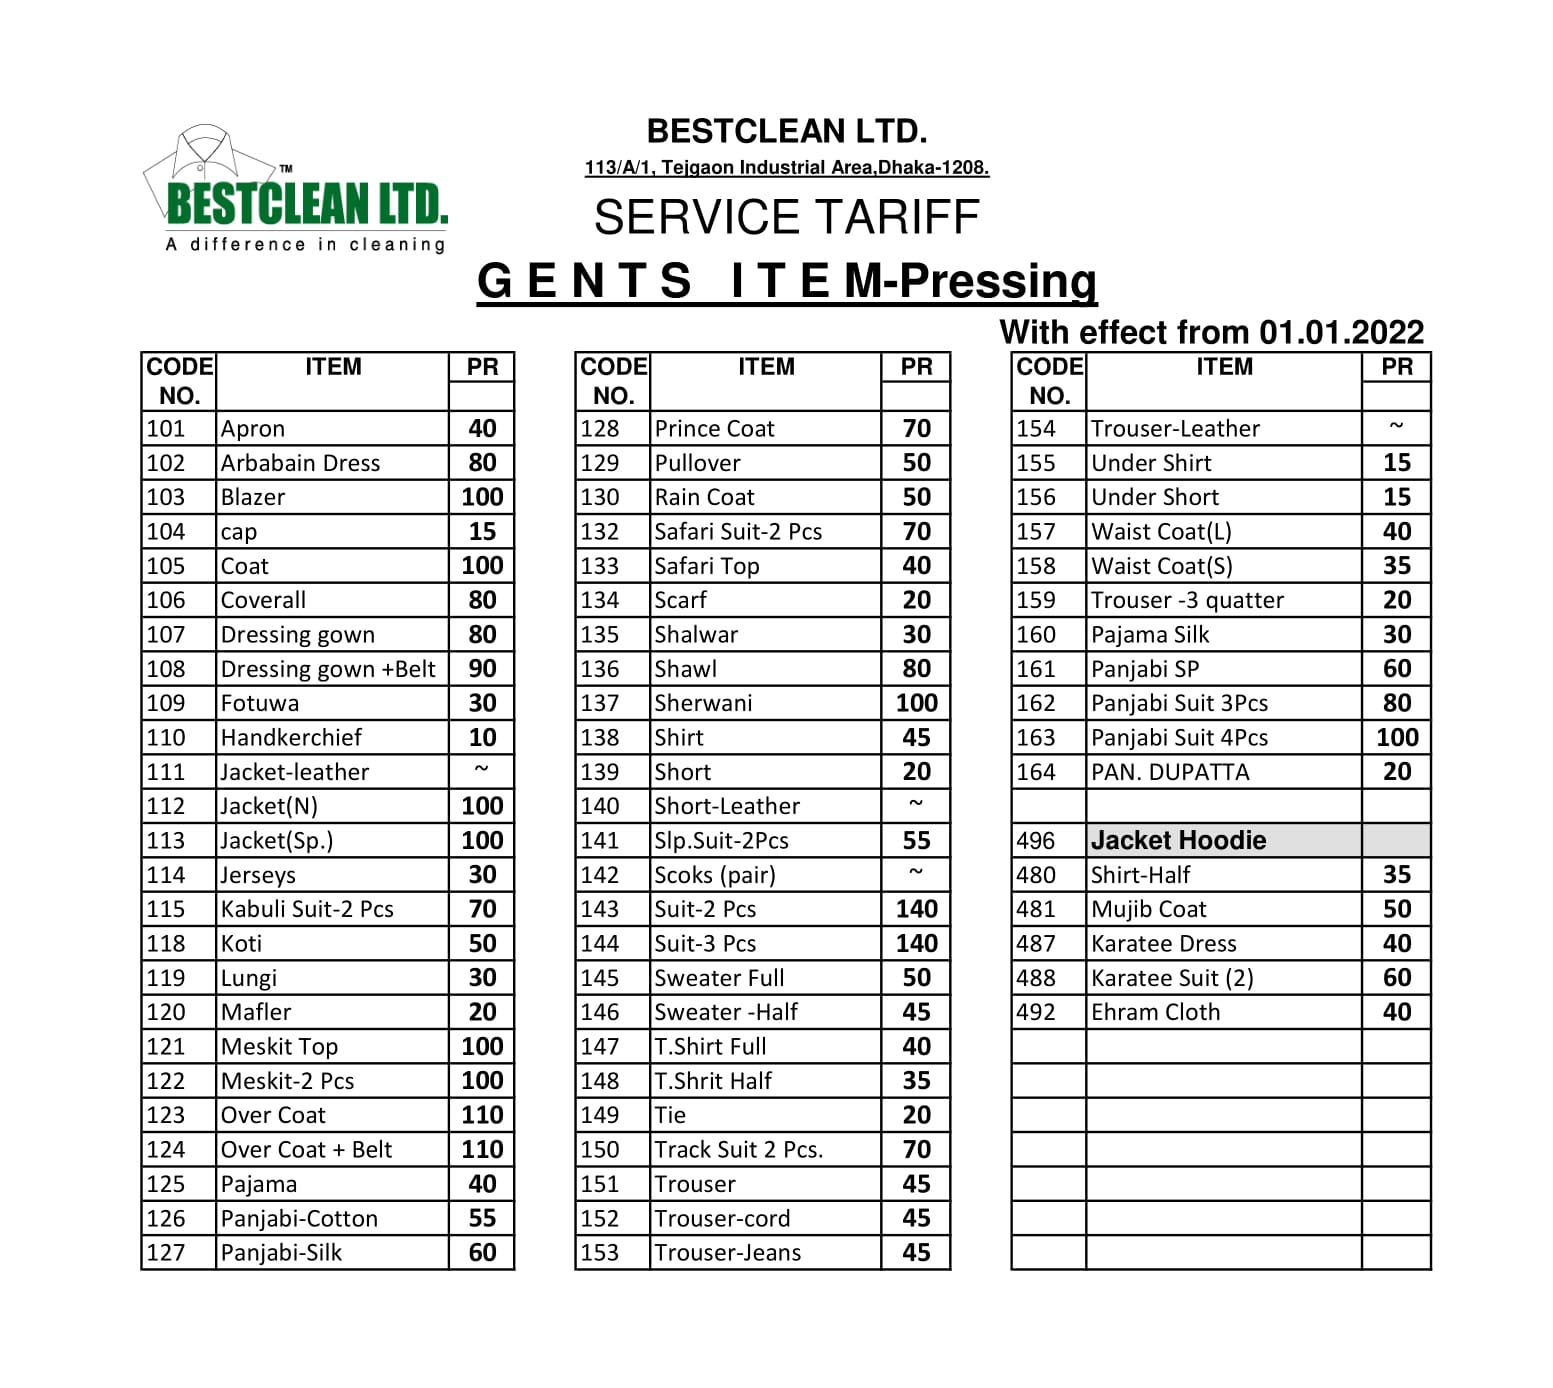 BESTCLEAN LTD.
113/A/1, Tejgaon Industrial Area,Dhaka-1208.
TM
BESTCLEAN LTD.
A difference in cleaning
SERVICE TARIFF
GENTS ITEM-Pressing
With effect from 01.01.2022
CODE NO. ITEM PR
101 Apron 40
102 Arbabain Dress 80
103 Blazer 100
104 cap 15
105 Coat 100
106 Coverall 80
107 Dressing gown 80
108 Dressing gown +Belt 90
109 Fotuwa 30
110 Handkerchief 10
111 Jacket-leather ~
112 Jacket(N) 100
113 Jacket(Sp.) 100
114 Jerseys 30
115 Kabuli Suit-2 Pcs 70
118 Koti 50
119 Lungi 30
120 Mafler 20
121 Meskit Top 100
122 Meskit-2 Pcs 100
123 Over Coat 110
124 Over Coat + Belt 110
125 Pajama 40
126 Panjabi-Cotton 55
127 Panjabi-Silk 60
CODE NO. ITEM PR
128 Prince Coat 70
129 Pullover 50
130 Rain Coat 50
132 Safari Suit-2 Pcs 70
133 Safari Top 40
134 Scarf 20
135 Shalwar 30
136 Shawl 80
137 Sherwani 100
138 Shirt 45
139 Short 20
140 Short-Leather ~
141 Slp.Suit-2Pcs 55
142 Scoks (pair) ~
143 Suit-2 Pcs 140
144 Suit-3 Pcs 140
145 Sweater Full 50
146 Sweater -Half 45
147 T.Shirt Full 40
148 T.Shrit Half 35
149 Tie 20
150 Track Suit 2 Pcs. 70
151 Trouser 45
152 Trouser-cord 45
153 Trouser-Jeans 45
CODE NO. ITEM PR
154 Trouser-Leather ~
155 Under Shirt 15
156 Under Short 15
157 Waist Coat(L) 40
158 Waist Coat(S) 35
159 Trouser -3 quatter 20
160 Pajama Silk 30
161 Panjabi SP 60
162 Panjabi Suit 3Pcs 80
163 Panjabi Suit 4Pcs 100
164 PAN. DUPATTA 20
496 Jacket Hoodie
480 Shirt-Half 35
481 Mujib Coat 50
487 Karatee Dress 40
488 Karatee Suit (2) 60
492 Ehram Cloth 40